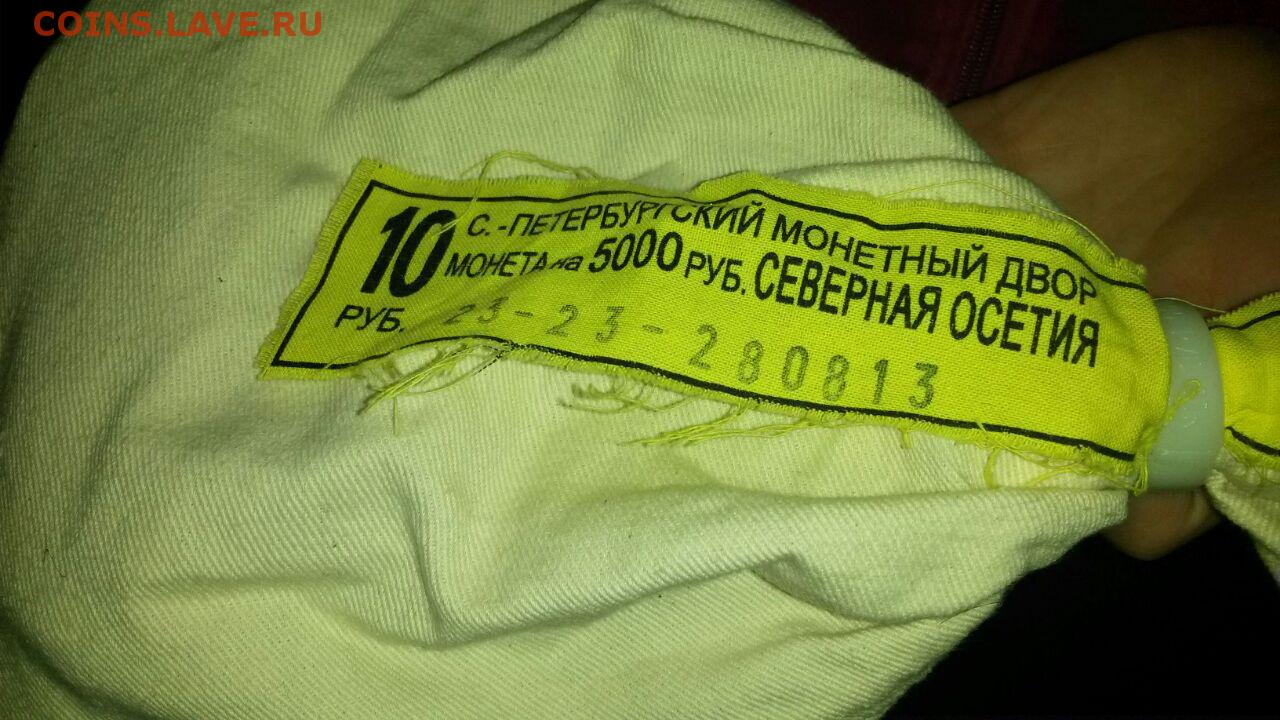 COINS.LAVE.RU
10 РУБ.
С.-ПЕТЕРБУРГСКИЙ МОНЕТНЫЙ ДВОР
МОНЕТА на 5000 РУБ. СЕВЕРНАЯ ОСЕТИЯ
23-23-280813